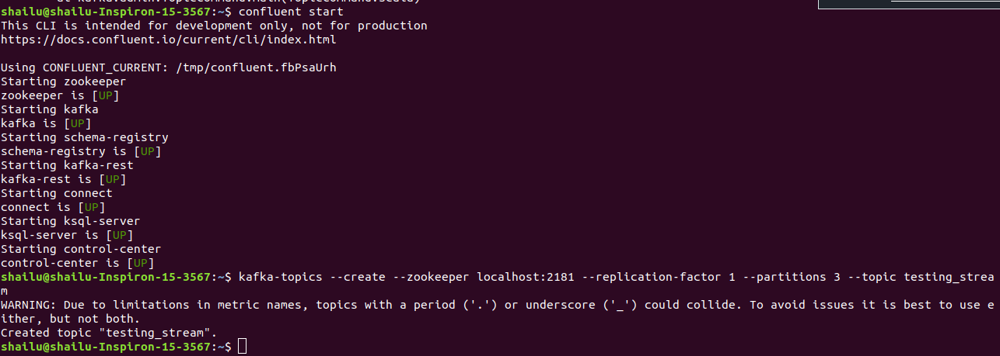 shailu@shailu-Inspiron-15-3567:~$ confluent start
This CLI is intended for development only, not for production
https://docs.confluent.io/current/cli/index.html
Using CONFLUENT_CURRENT: /tmp/confluent.fbPsaUrh
Starting zookeeper
zookeeper is [UP]
Starting kafka
kafka is [UP]
Starting schema-registry
schema-registry is [UP]
Starting kafka-rest
kafka-rest is [UP]
Starting connect
connect is [UP]
Starting ksql-server
ksql-server is [UP]
Starting control-center
control-center is [UP]
shailu@shailu-Inspiron-15-3567:~$ kafka-topics --create --zookeeper localhost:2181 --replication-factor 1 --partitions 3 --topic testing_strea
m
WARNING: Due to limitations in metric names, topics with a period ('.') or underscore ('_') could collide. To avoid issues it is best to use e
ither, but not both.
Created topic "testing_stream".
shailu@shailu-Inspiron-15-3567:~$